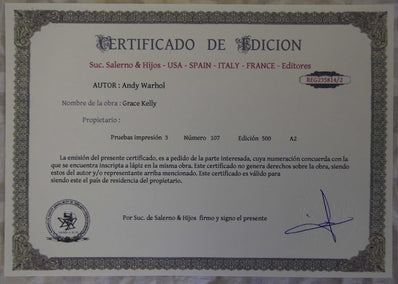 CERTIFICADO DE EDICION
Suc. Salerno & Hijos - USA - SPAIN - ITALY - FRANCE - Editores
REG235814/2
AUTOR : Andy Warhol
Nombre de la obra : Grace Kelly
Propietario :
Pruebas impresión 3 Número 107 Edición 500 A2
La emisión del presente certificado, es a pedido de la parte interesada, cuya numeración concuerda con la
que se encuentra inscripta a lápiz en la misma obra. Este certificado no genera derechos sobre la obra, siendo
estos del autor y/o representante arriba mencionado. Este certificado es válido para
siendo este el país de residencia del propietario.
Por Suc. de Salerno & Hijos firmo y signo el presente